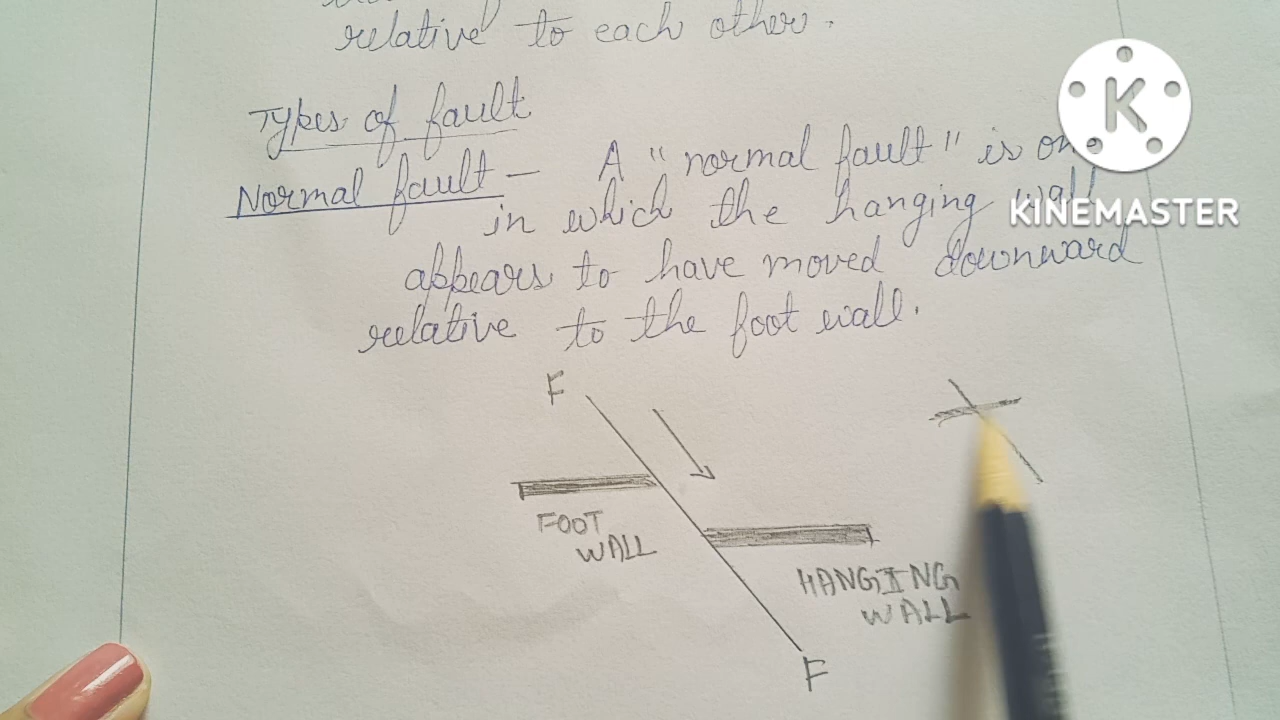 relative to each other.
Types of fault
Normal fault - A "normal fault" is one
in which the hanging wall
appears to have moved downward
relative to the foot wall.
F
FOOT
WALL
HANGING
WALL
F
K
KINEMASTER